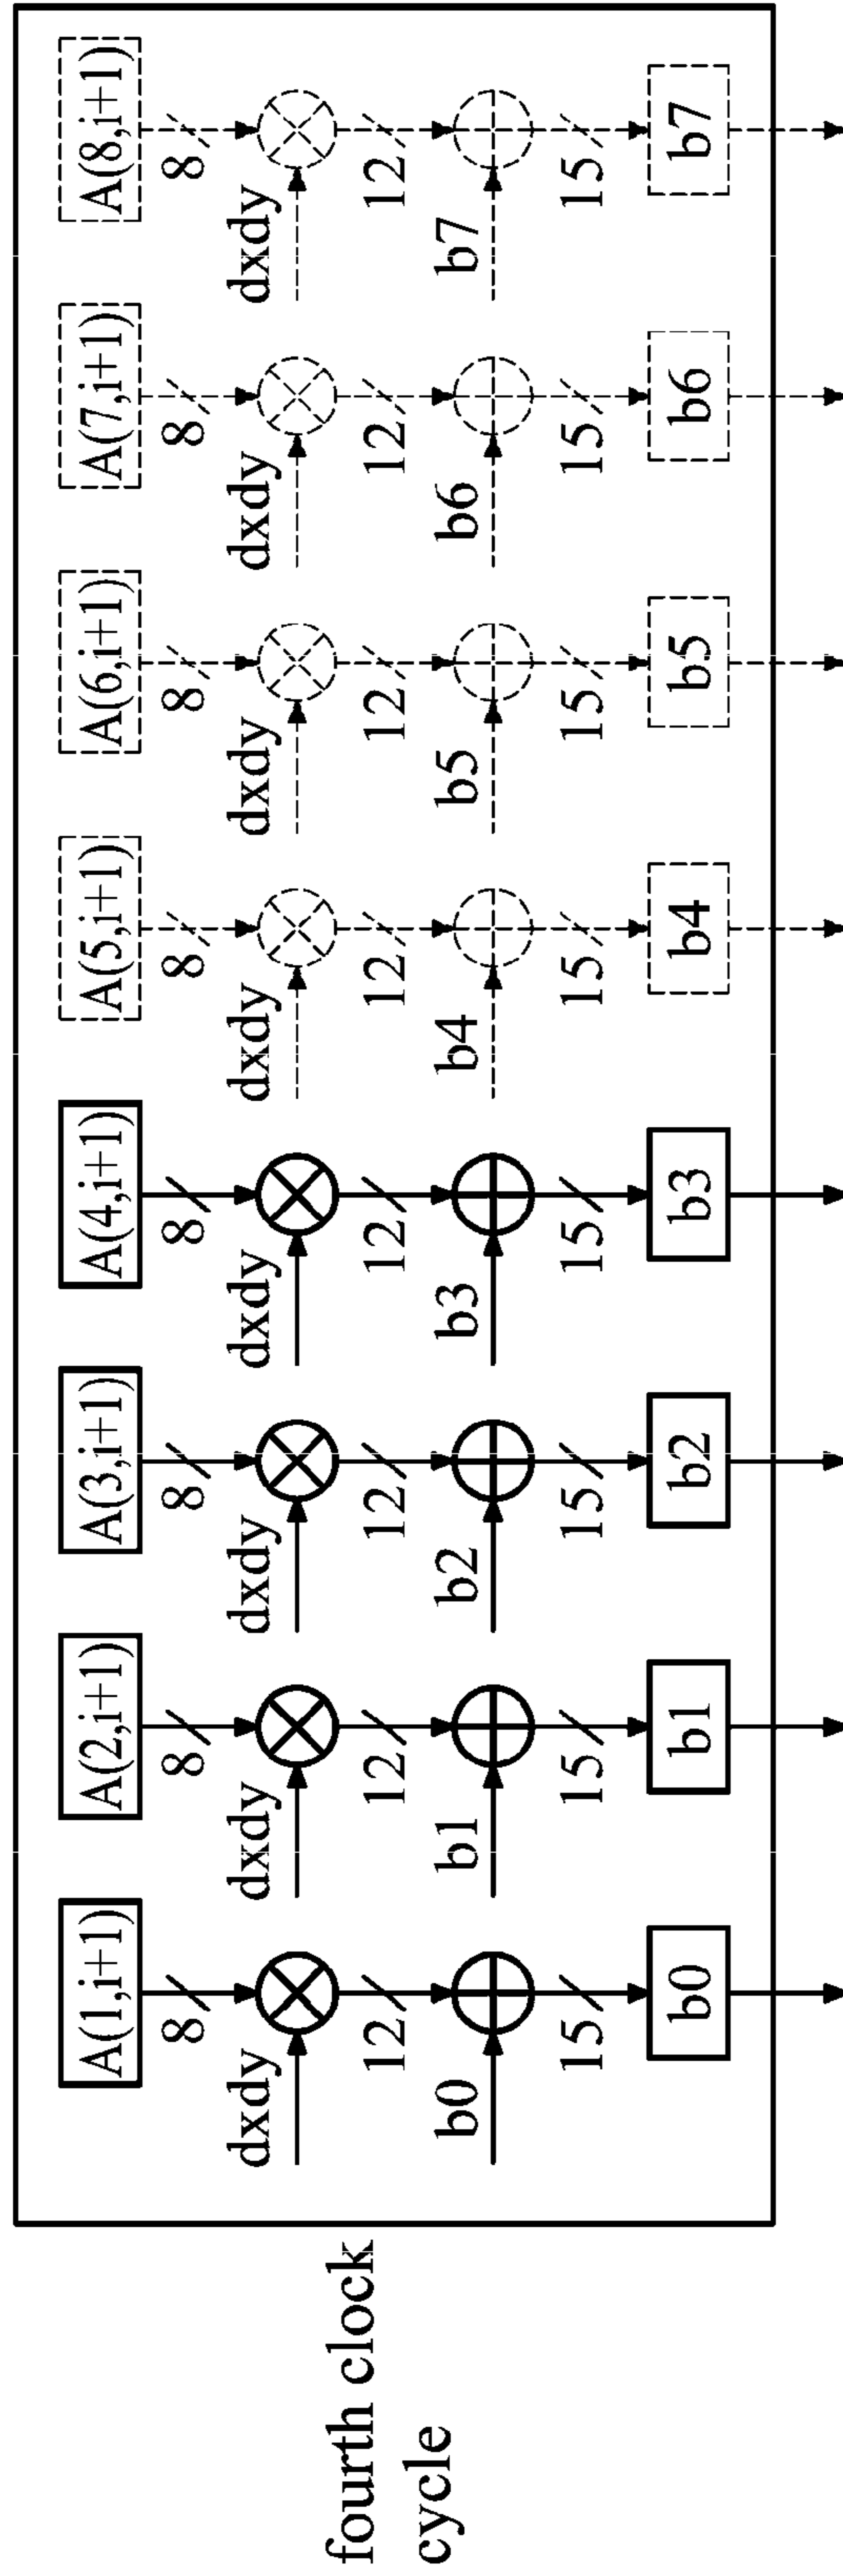 fourth clock
cycle
A(1,i+1) A(2,i+1) A(3,i+1) A(4,i+1) A(5,i+1) A(6,i+1) A(7,i+1) A(8,i+1)
8 8 8 8 8 8 8 8
dxdy dxdy dxdy dxdy dxdy dxdy dxdy dxdy
12 12 12 12 12 12 12 12
b0 b1 b2 b3 b4 b5 b6 b7
15 15 15 15 15 15 15 15
b0 b1 b2 b3 b4 b5 b6 b7